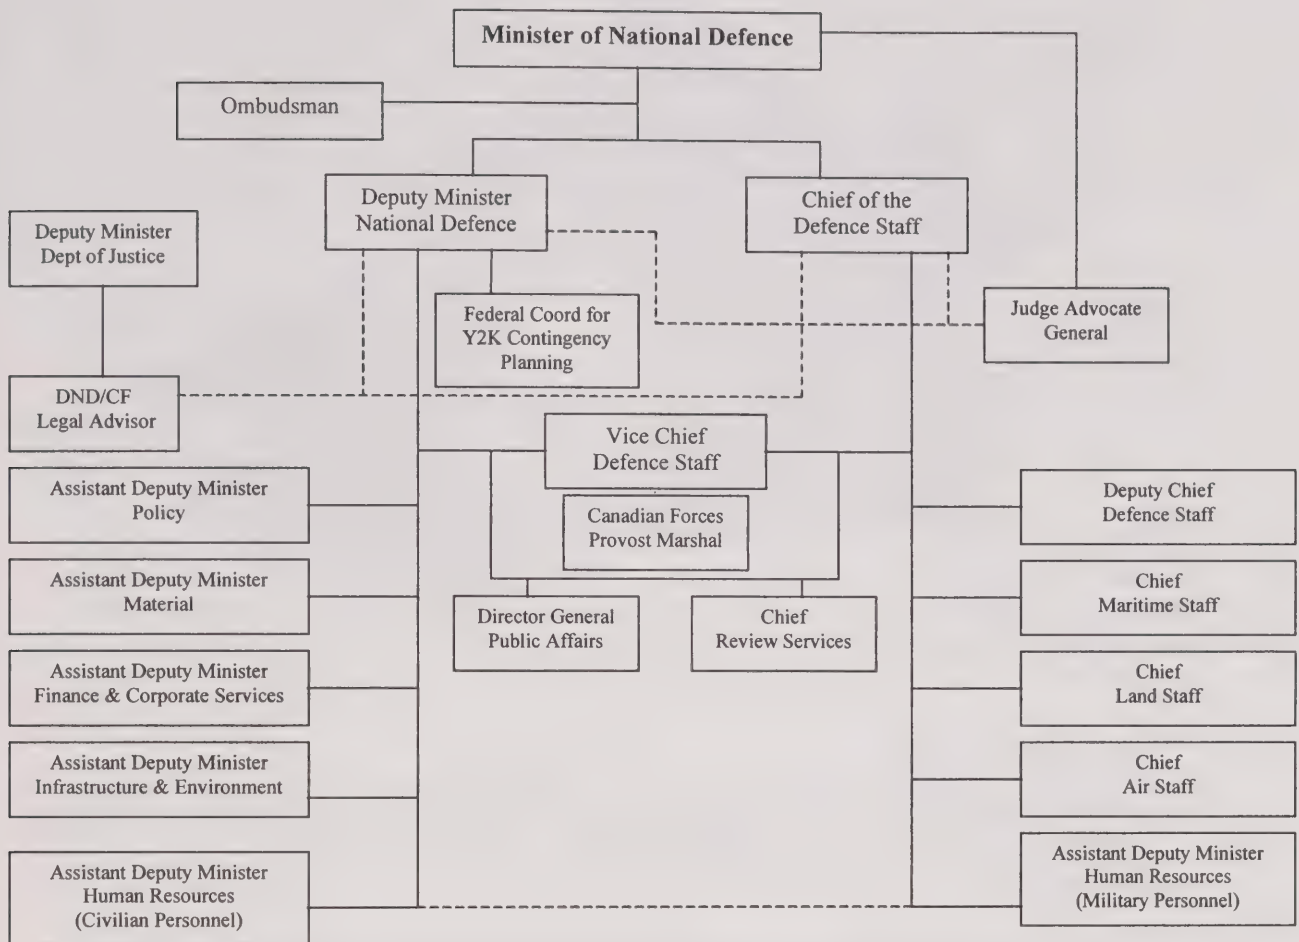 Minister of National Defence
Ombudsman
Deputy Minister
National Defence
Chief of the
Defence Staff
Deputy Minister
Dept of Justice
Federal Coord for
Y2K Contingency
Planning
Judge Advocate
General
DND/CF
Legal Advisor
Vice Chief
Defence Staff
Canadian Forces
Provost Marshal
Director General
Public Affairs
Chief
Review Services
Assistant Deputy Minister
Policy
Assistant Deputy Minister
Material
Assistant Deputy Minister
Finance & Corporate Services
Assistant Deputy Minister
Infrastructure & Environment
Assistant Deputy Minister
Human Resources
(Civilian Personnel)
Deputy Chief
Defence Staff
Chief
Maritime Staff
Chief
Land Staff
Chief
Air Staff
Assistant Deputy Minister
Human Resources
(Military Personnel)